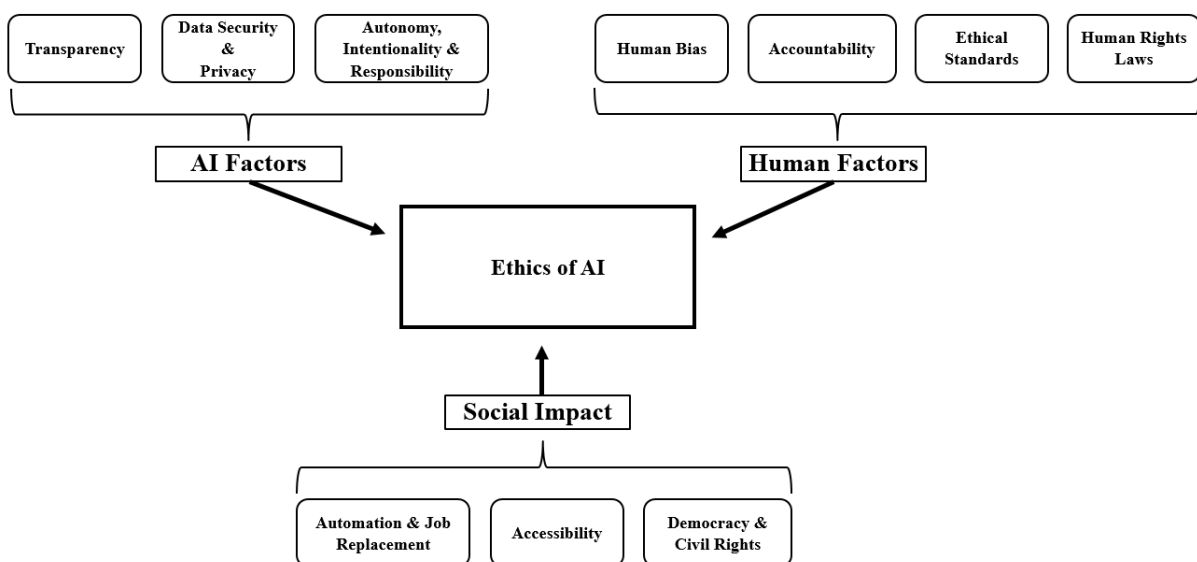 Transparency
Data Security
&
Privacy
Autonomy,
Intentionality &
Responsibility
Human Bias
Accountability
Ethical
Standards
Human Rights
Laws
AI Factors
Human Factors
Ethics of AI
Social Impact
Automation & Job
Replacement
Accessibility
Democracy &
Civil Rights